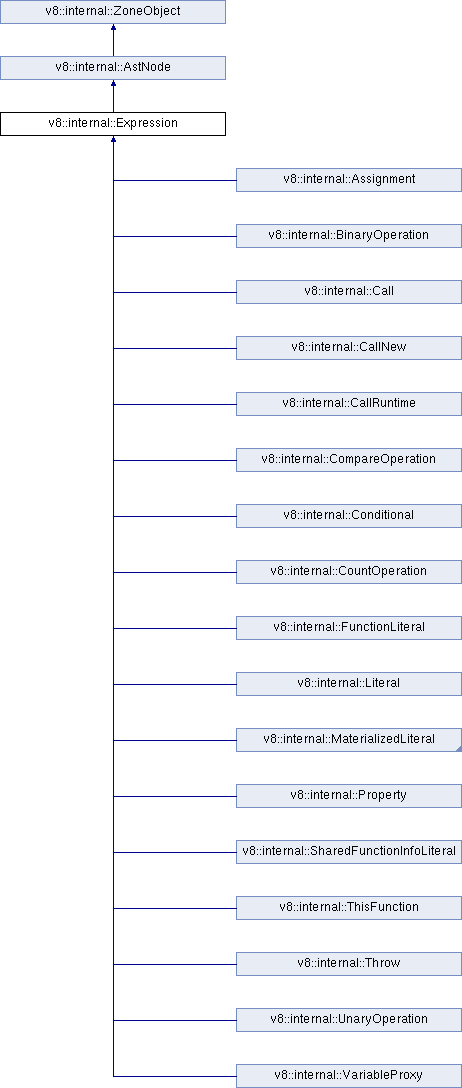 v8::internal::ZoneObject
v8::internal::AstNode
v8::internal::Expression
v8::internal::Assignment
v8::internal::BinaryOperation
v8::internal::Call
v8::internal::CallNew
v8::internal::CallRuntime
v8::internal::CompareOperation
v8::internal::Conditional
v8::internal::CountOperation
v8::internal::FunctionLiteral
v8::internal::Literal
v8::internal::MaterializedLiteral
v8::internal::Property
v8::internal::SharedFunctionInfoLiteral
v8::internal::ThisFunction
v8::internal::Throw
v8::internal::UnaryOperation
v8::internal::VariableProxy